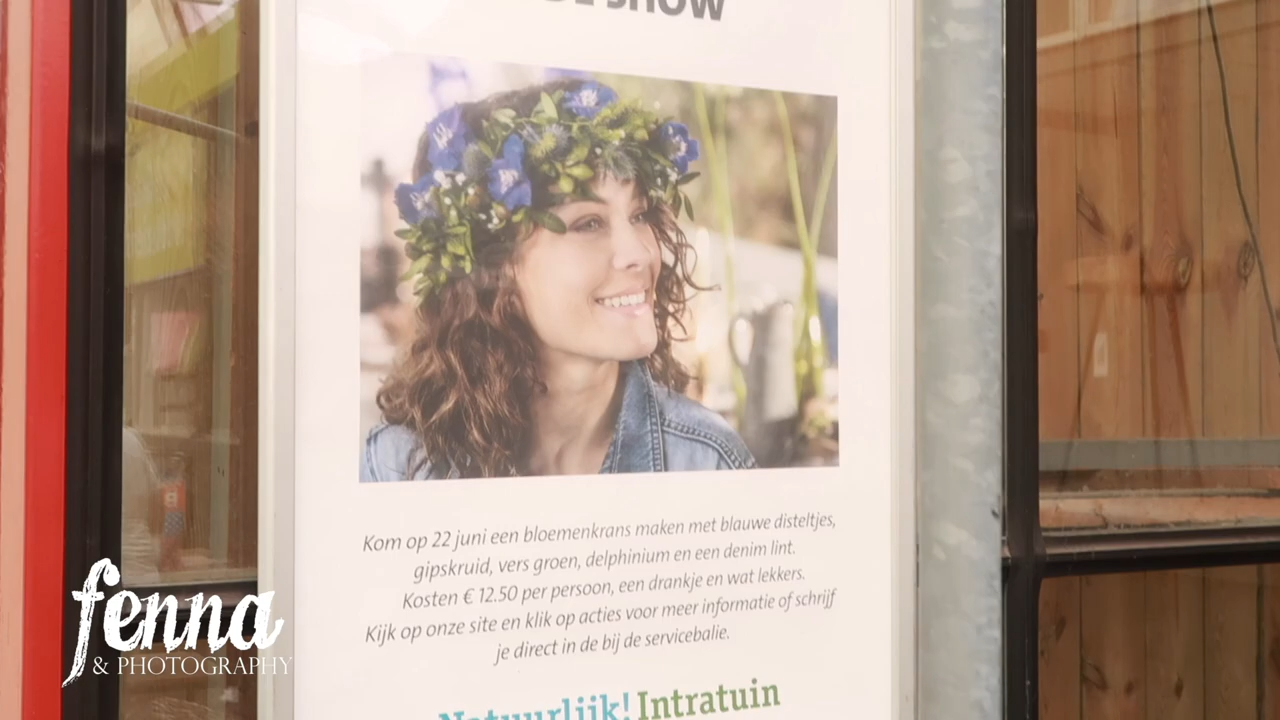 SHOW
Kom op 22 juni een bloemenkrans maken met blauwe disteltjes,
gipskruid, vers groen, delphinium en een denim lint.
Kosten € 12.50 per persoon, een drankje en wat lekkers.
Kijk op onze site en klik op acties voor meer informatie of schrijf
je direct in de bij de servicebalie.
Natuurlijk! Intratuin
fenna
& PHOTOGRAPHY